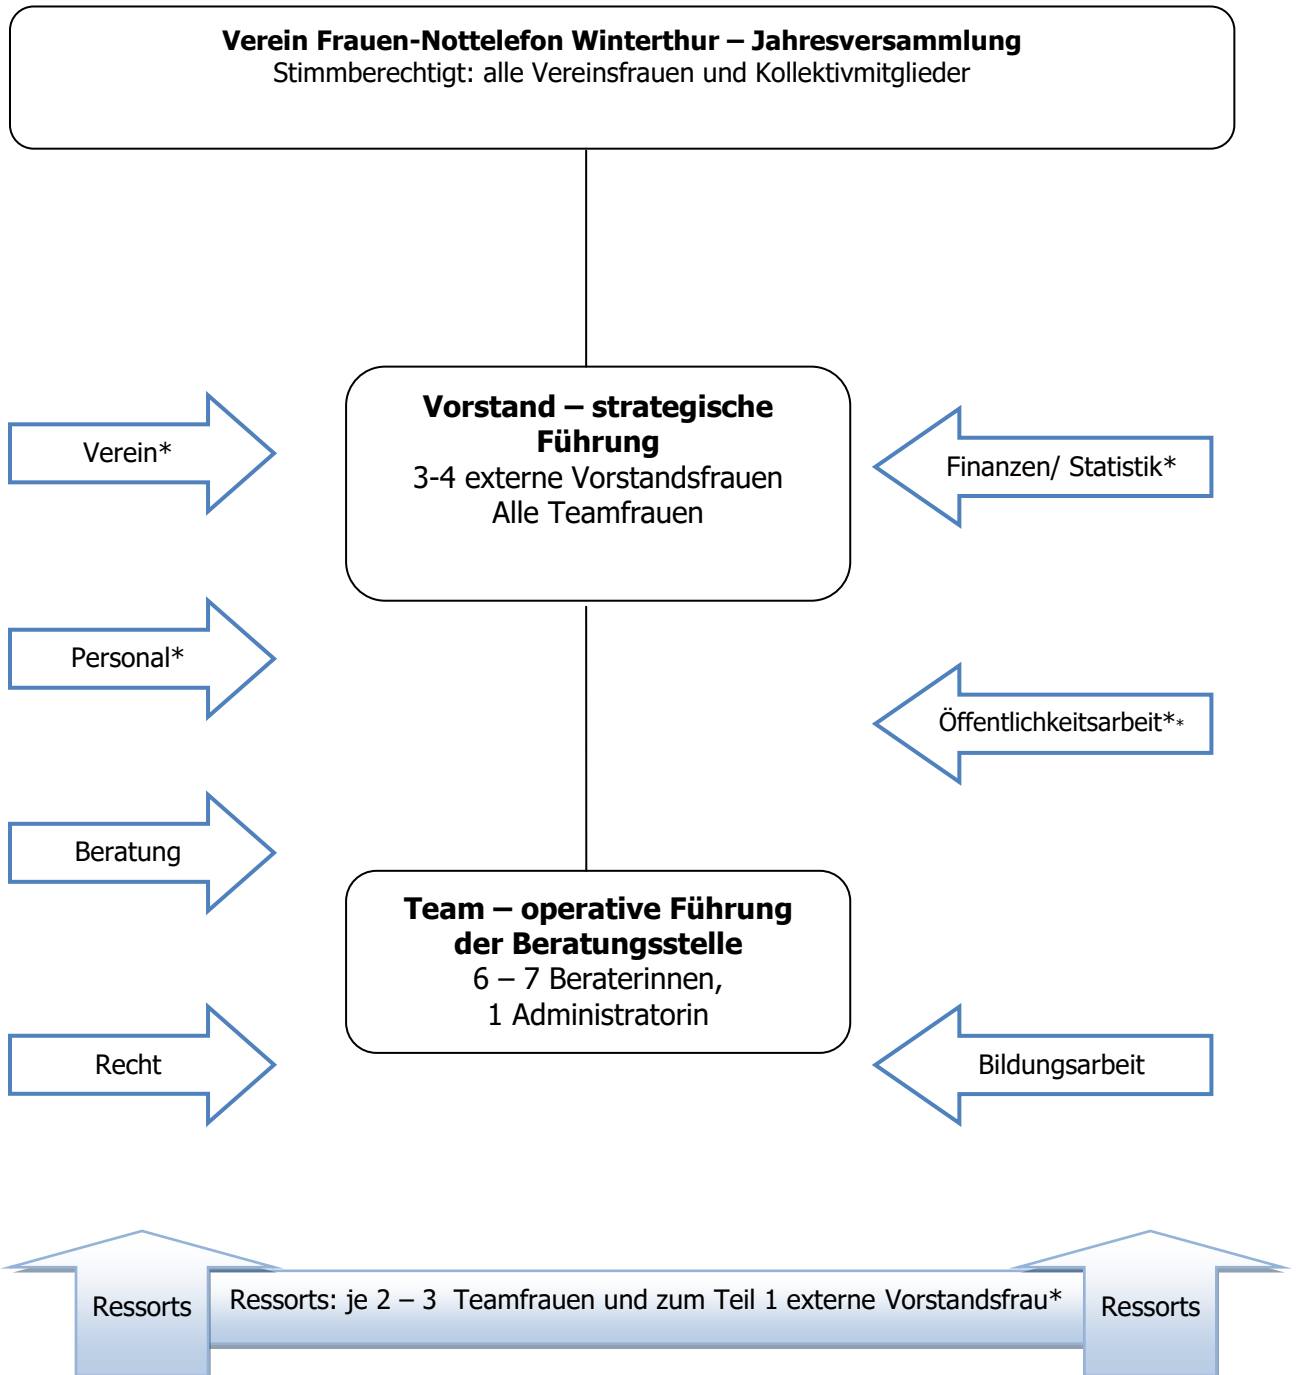 Verein Frauen-Nottelefon Winterthur – Jahresversammlung
Stimmberechtigt: alle Vereinsfrauen und Kollektivmitglieder
Vorstand – strategische
Führung
3-4 externe Vorstandsfrauen
Alle Teamfrauen
Verein*
Finanzen/ Statistik*
Personal*
Öffentlichkeitsarbeit**
Beratung
Team – operative Führung
der Beratungsstelle
6 – 7 Beraterinnen,
1 Administratorin
Recht
Bildungsarbeit
Ressorts
Ressorts: je 2 – 3 Teamfrauen und zum Teil 1 externe Vorstandsfrau*
Ressorts